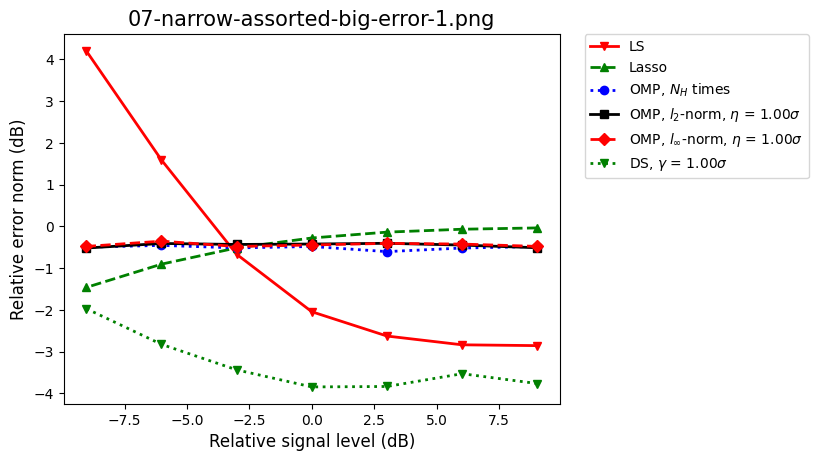 07-narrow-assorted-big-error-1.png
Relative error norm (dB)
4
3
2
1
0
−1
−2
−3
−4
−7.5 −5.0 −2.5 0.0 2.5 5.0 7.5
Relative signal level (dB)
LS
Lasso
OMP, N_H times
OMP, l_2-norm, η = 1.00σ
OMP, l_∞-norm, η = 1.00σ
DS, γ = 1.00σ